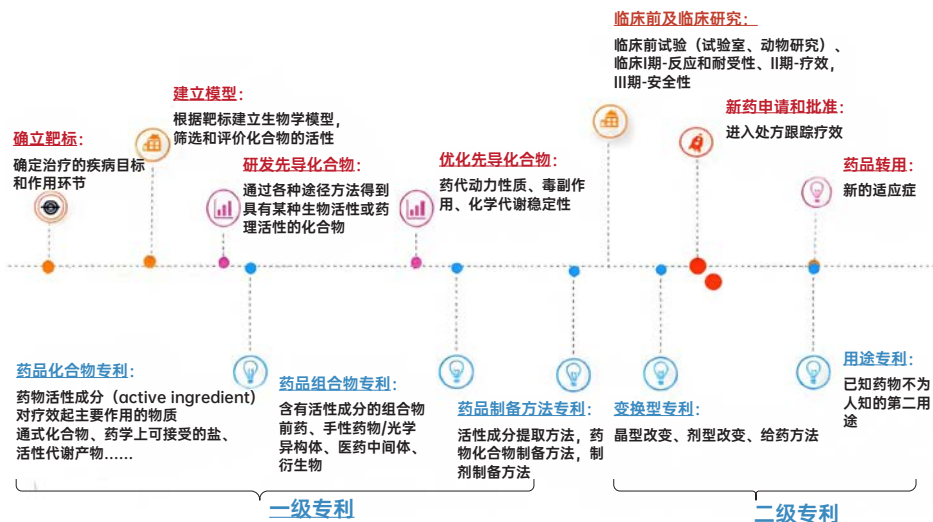 确立靶标：
确定治疗的疾病目标
和作用环节
建立模型：
根据靶标建立生物学模型，
筛选和评价化合物的活性
研发先导化合物：
通过各种途径方法得到
具有某种生物活性或药
理活性的化合物
优化先导化合物：
药代动力性质、毒副作
用、化学代谢稳定性
临床前及临床研究：
临床前试验（试验室、动物研究）、
临床I期-反应和耐受性、II期-疗效，
III期-安全性
新药申请和批准：
进入处方跟踪疗效
药品转用：
新的适应症
药品化合物专利：
药物活性成分（active ingredient）
对疗效起主要作用的物质
通式化合物、药学上可接受的盐、
活性代谢产物……
药品组合物专利：
含有活性成分的组合物
前药、手性药物/光学
异构体、医药中间体、
衍生物
药品制备方法专利：
活性成分提取方法，药
物化合物制备方法，制
剂制备方法
变换型专利：
晶型改变、剂型改变、给药方法
用途专利：
已知药物不为
人知的第二用
途
一级专利
二级专利